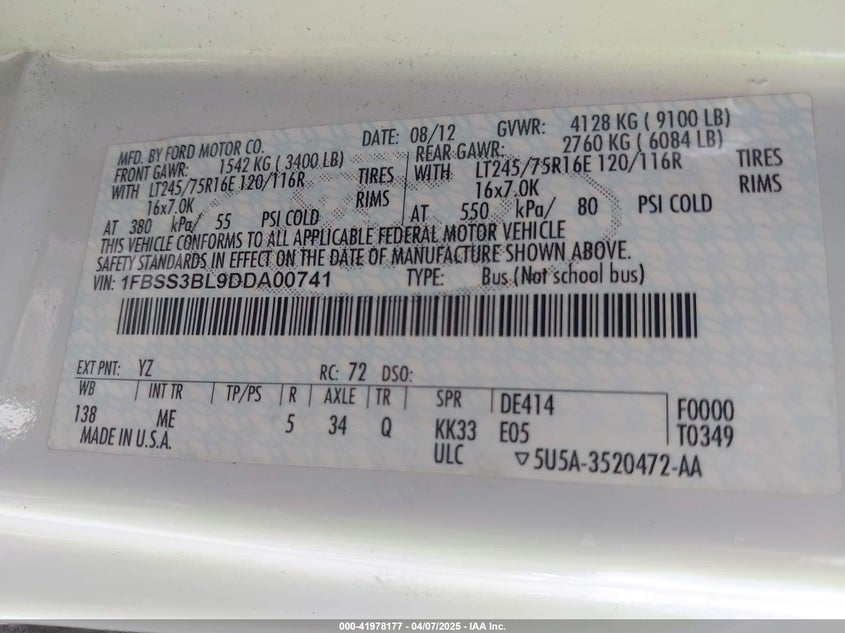 MFD. BY FORD MOTOR CO. DATE: 08/12 GVWR: 4128 KG ( 9100 LB)
FRONT GAWR: 1542 KG ( 3400 LB) REAR GAWR: 2760 KG ( 6084 LB)
WITH LT245/75R16E 120/116R TIRES WITH LT245/75R16E 120/116R TIRES
16x7.0K RIMS 16x7.0K RIMS
AT 380 kPa/ 55 PSI COLD AT 550 kPa/ 80 PSI COLD
THIS VEHICLE CONFORMS TO ALL APPLICABLE FEDERAL MOTOR VEHICLE
SAFETY STANDARDS IN EFFECT ON THE DATE OF MANUFACTURE SHOWN ABOVE.
VIN: 1FBSS3BL9DDA00741 TYPE: Bus (Not school bus)
EXT PNT: YZ RC: 72 DSO:
WB INT TR TP/PS R AXLE TR SPR DE414 F0000
138 ME 5 34 Q KK33 E05 T0349
MADE IN U.S.A. ULC ▽5U5A-3520472-AA
000-41978177 - 04/07/2025 - IAA Inc.